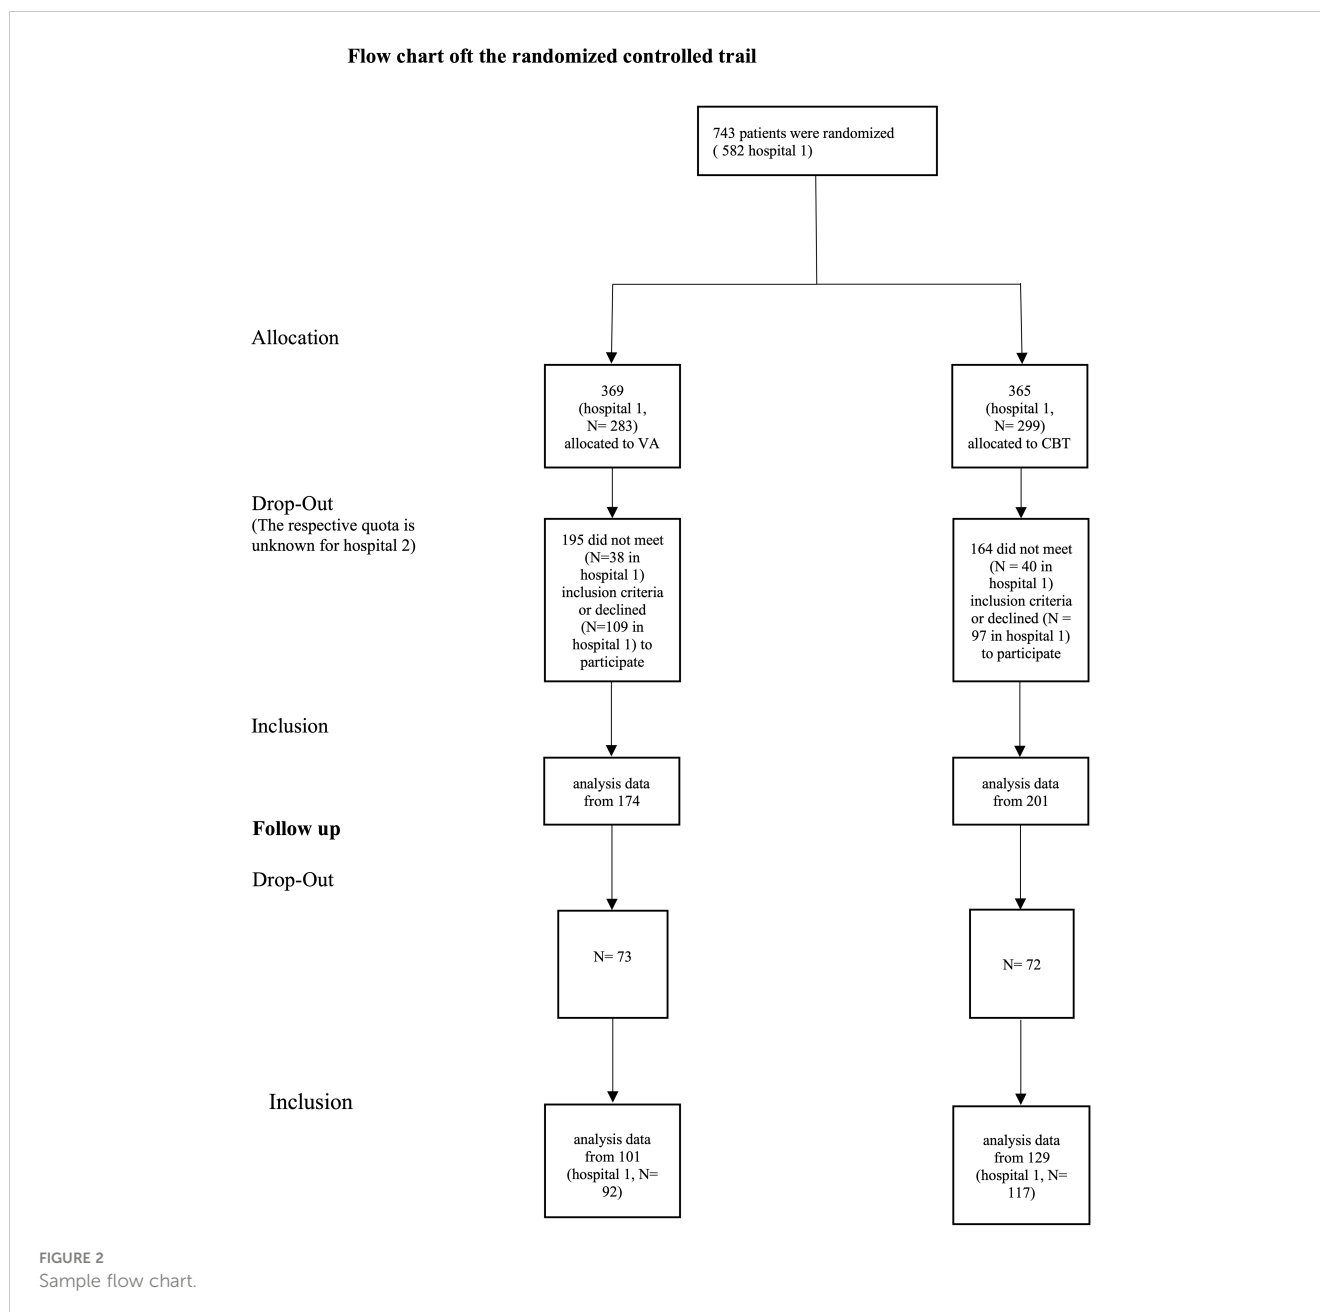 Flow chart oft the randomized controlled trail
743 patients were randomized
( 582 hospital 1)
Allocation
369
(hospital 1,
N= 283)
allocated to VA
365
(hospital 1,
N= 299)
allocated to CBT
Drop-Out
(The respective quota is
unknown for hospital 2)
195 did not meet
(N=38 in
hospital 1)
inclusion criteria
or declined
(N=109 in
hospital 1) to
participate
164 did not meet
(N = 40 in
hospital 1)
inclusion criteria
or declined (N =
97 in hospital 1)
to participate
Inclusion
analysis data
from 174
analysis data
from 201
Follow up
Drop-Out
N= 73
N= 72
Inclusion
analysis data
from 101
(hospital 1, N=
92)
analysis data
from 129
(hospital 1, N=
117)
FIGURE 2
Sample flow chart.